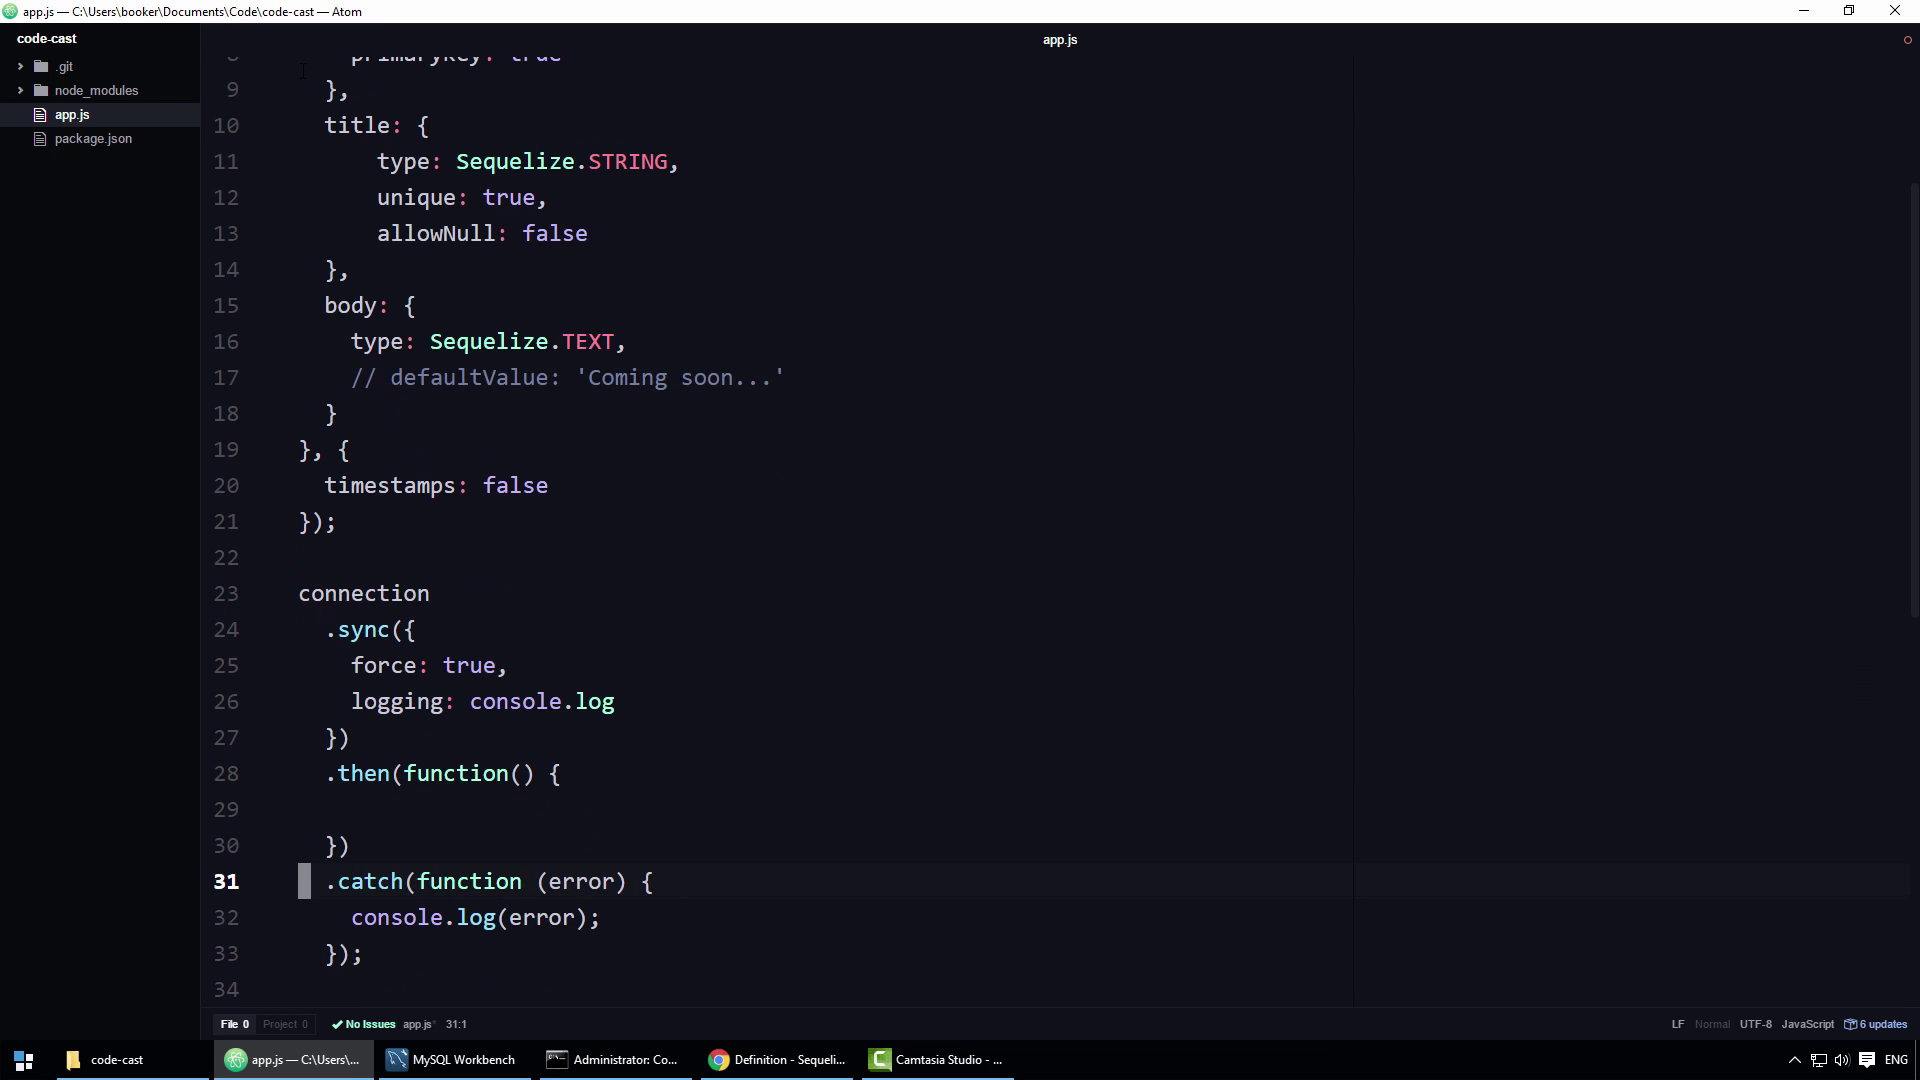 app.js — C:\Users\booker\Documents\Code\code-cast — Atom
code-cast
.git
node_modules
app.js
package.json
app.js
8 primaryKey: true
9 },
10 title: {
11 type: Sequelize.STRING,
12 unique: true,
13 allowNull: false
14 },
15 body: {
16 type: Sequelize.TEXT,
17 // defaultValue: 'Coming soon...'
18 }
19 }, {
20 timestamps: false
21 });
22
23 connection
24 .sync({
25 force: true,
26 logging: console.log
27 })
28 .then(function() {
29
30 })
31 .catch(function (error) {
32 console.log(error);
33 });
34
File 0 Project 0 No Issues app.js* 31:1 LF Normal UTF-8 JavaScript 6 updates
code-cast app.js — C:\Users\... MySQL Workbench Administrator: Co... Definition - Sequeli... Camtasia Studio - ... ENG